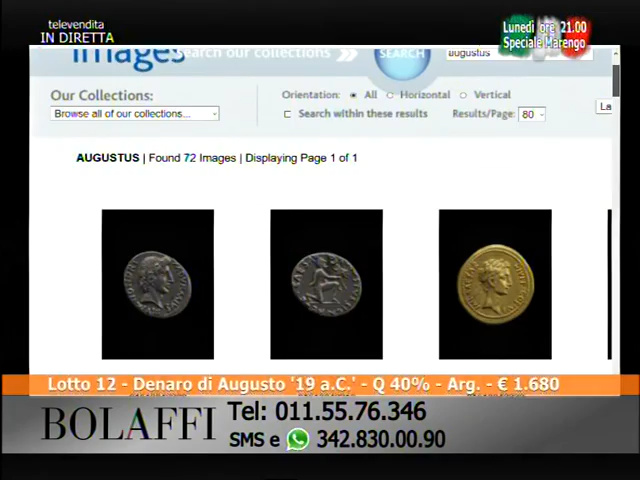 televendita
IN DIRETTA
Lunedì ore 21.00
Speciale Marengo
images
search our collections
SEARCH
augustus
Our Collections:
Browse all of our collections...
Orientation: All Horizontal Vertical
Search within these results
Results/Page: 80
La
AUGUSTUS | Found 72 Images | Displaying Page 1 of 1
Lotto 12 - Denaro di Augusto '19 a.C.' - Q 40% - Arg. - € 1.680
BOLAFFI
Tel: 011.55.76.346
SMS e 342.830.00.90